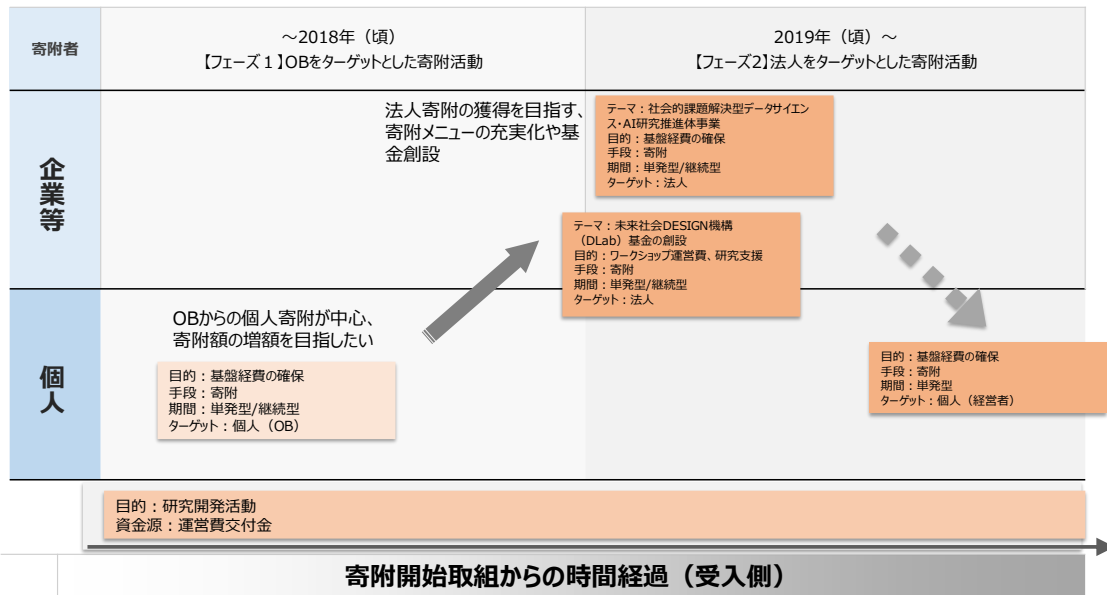 寄附者
～2018年（頃）
【フェーズ１】OBをターゲットとした寄附活動
2019年（頃）～
【フェーズ2】法人をターゲットとした寄附活動
企業等
法人寄附の獲得を目指す、
寄附メニューの充実化や基
金創設
テーマ：社会的課題解決型データサイエン
ス・AI研究推進体事業
目的：基盤経費の確保
手段：寄附
期間：単発型/継続型
ターゲット：法人
テーマ：未来社会DESIGN機構
（DLab）基金の創設
目的：ワークショップ運営費、研究支援
手段：寄附
期間：単発型/継続型
ターゲット：法人
個人
OBからの個人寄附が中心、
寄附額の増額を目指したい
目的：基盤経費の確保
手段：寄附
期間：単発型/継続型
ターゲット：個人（OB）
目的：基盤経費の確保
手段：寄附
期間：単発型
ターゲット：個人（経営者）
目的：研究開発活動
資金源：運営費交付金
寄附開始取組からの時間経過（受入側）